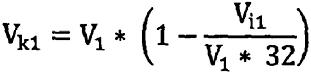 V_k1 = V_1 * (1 − V_i1 / (V_1 * 32))